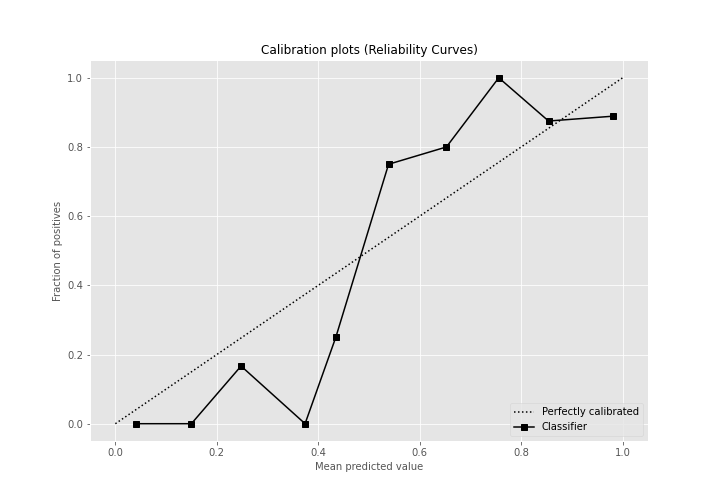 Calibration plots (Reliability Curves)
1.0
0.8
0.6
0.4
0.2
0.0
Fraction of positives
0.0 0.2 0.4 0.6 0.8 1.0
Mean predicted value
Perfectly calibrated
Classifier